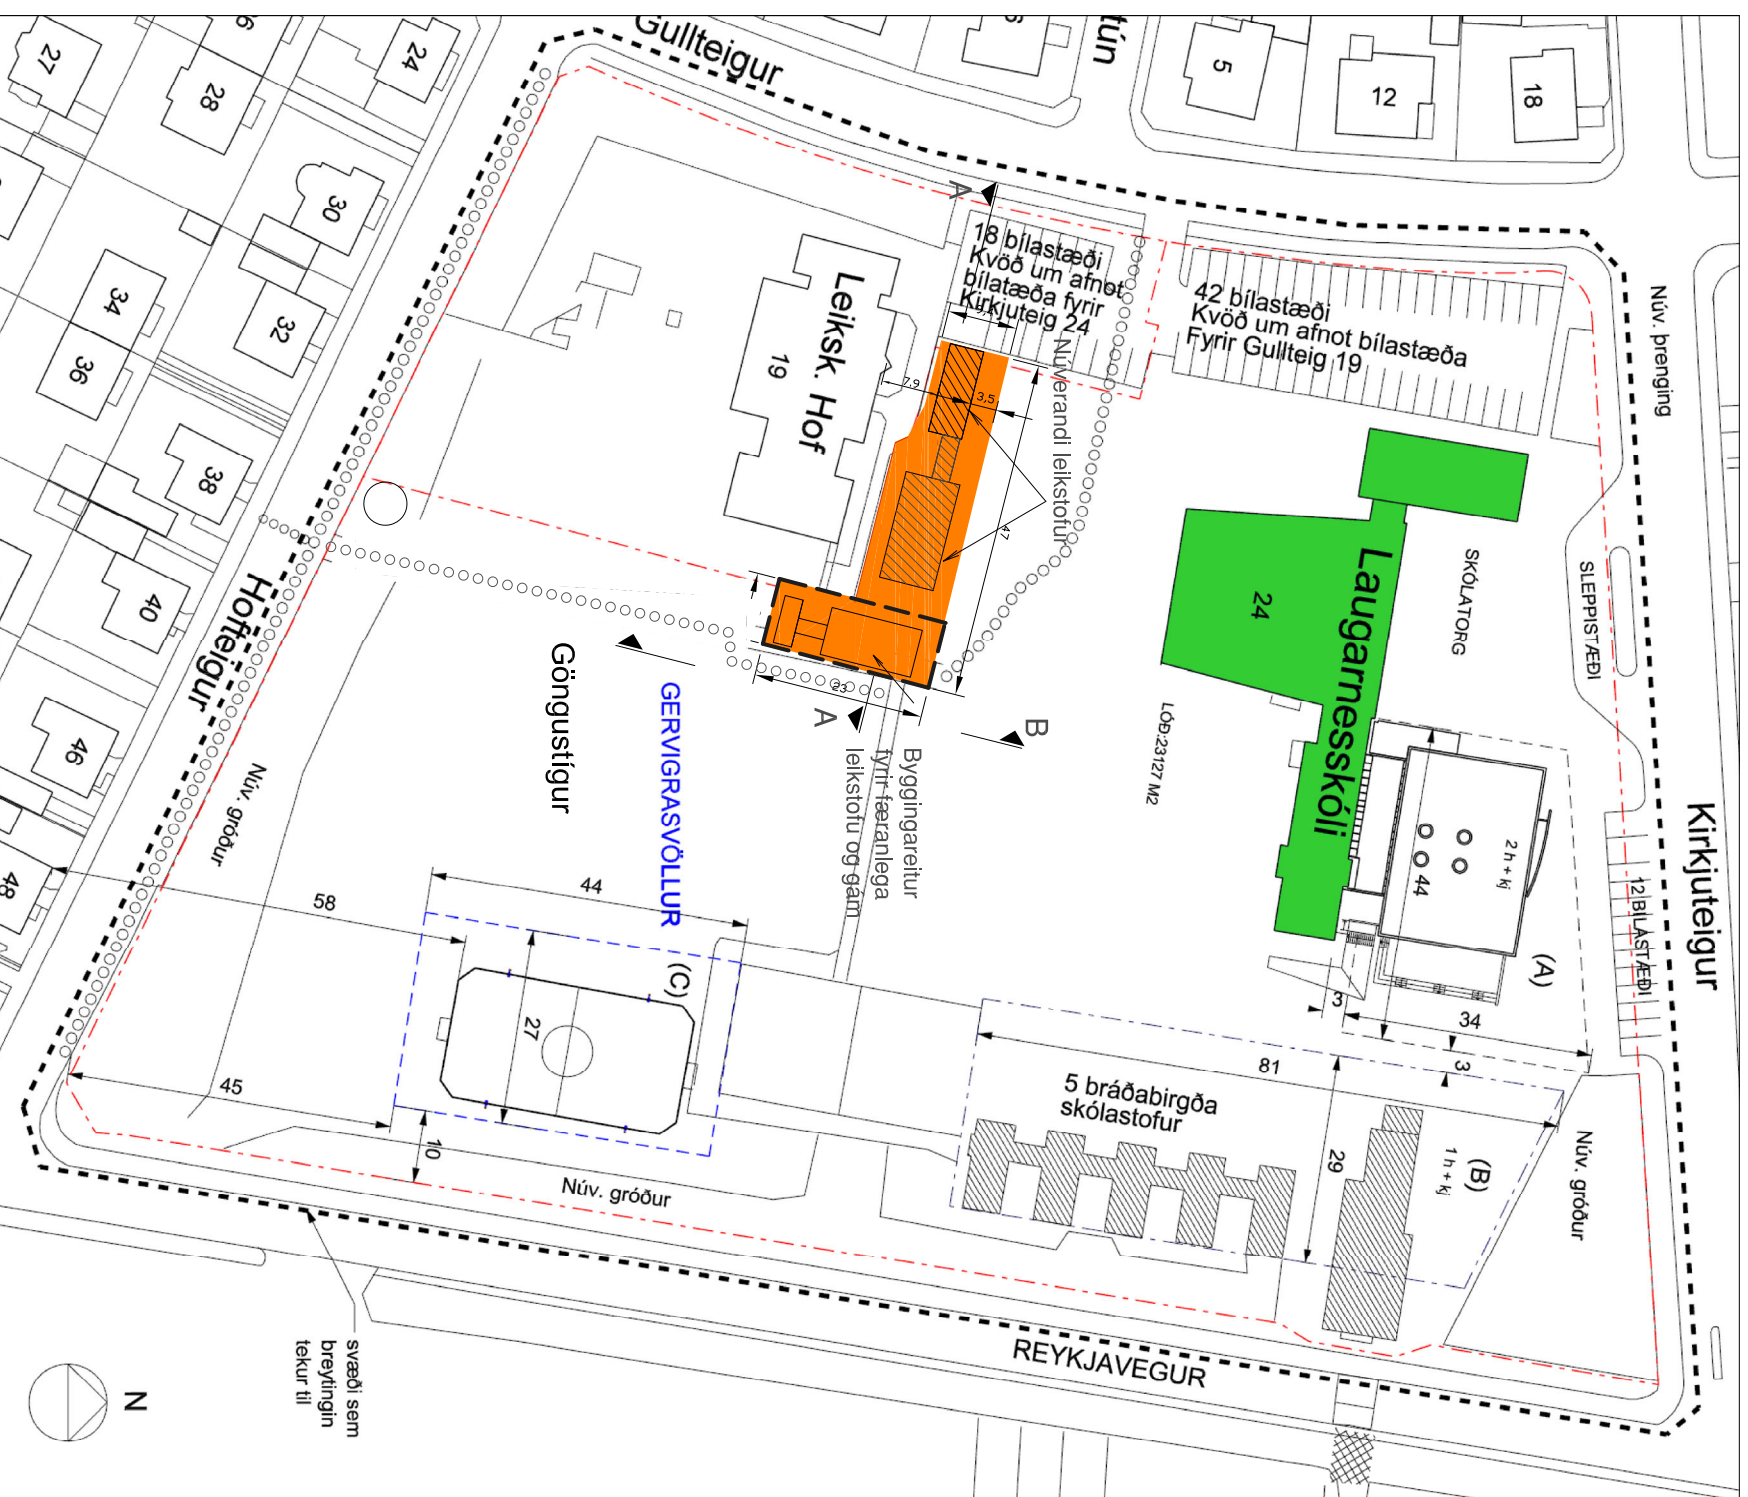 Gullteigur
tún
27
28
24
5
12
18
30
34
32
36
38
40
46
48
A
18 bílastæði
Kvöð um afnot
bílatæða fyrir
Kirkjuteig 24
42 bílastæði
Kvöð um afnot bílastæða
Fyrir Gullteig 19
Núv. þrenging
Leiksk. Hof
19
7,9
3,5
47
Núverandi leikstofur
24
Laugarnesskóli
SKÓLATORG
SLEPPISTÆÐI
LÓÐ:23127 M2
Hofteigur
Göngustígur
GERVIGRASVÖLLUR
23
A
B
Byggingareitur
fyrir færanlega
leikstofu og gám
Núv. gróður
2 h + kj
44
(A)
12 BÍLASTÆÐI
Kirkjuteigur
58
44
(C)
27
45
10
3
34
3
81
5 bráðabirgða
skólastofur
29
(B)
1 h + kj
Núv. gróður
Núv. gróður
REYKJAVEGUR
svæði sem
breytingin
tekur til
N